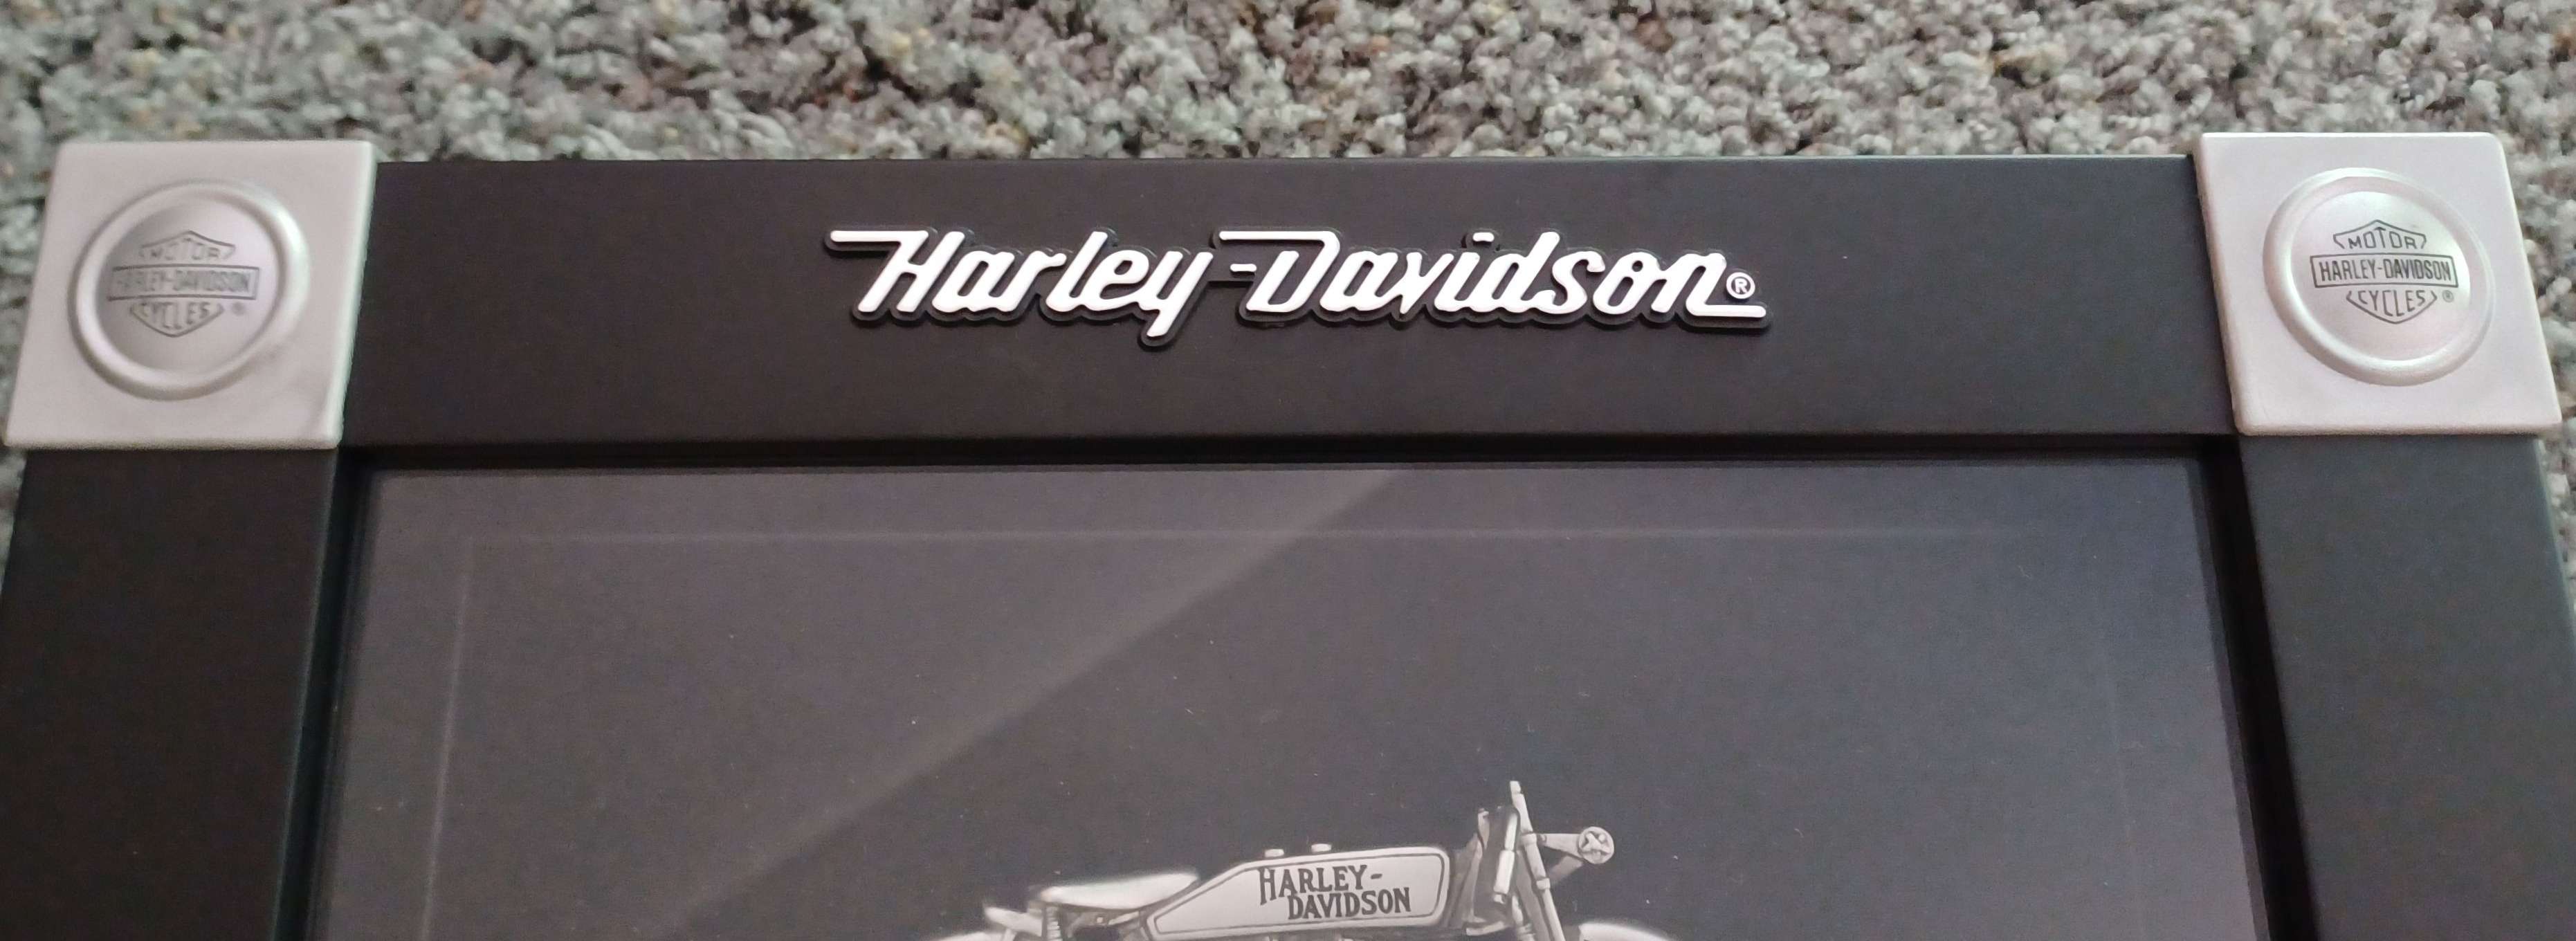 Harley-Davidson®
MOTOR
HARLEY-DAVIDSON
CYCLES®
MOTOR
HARLEY-DAVIDSON
CYCLES®
HARLEY-
DAVIDSON